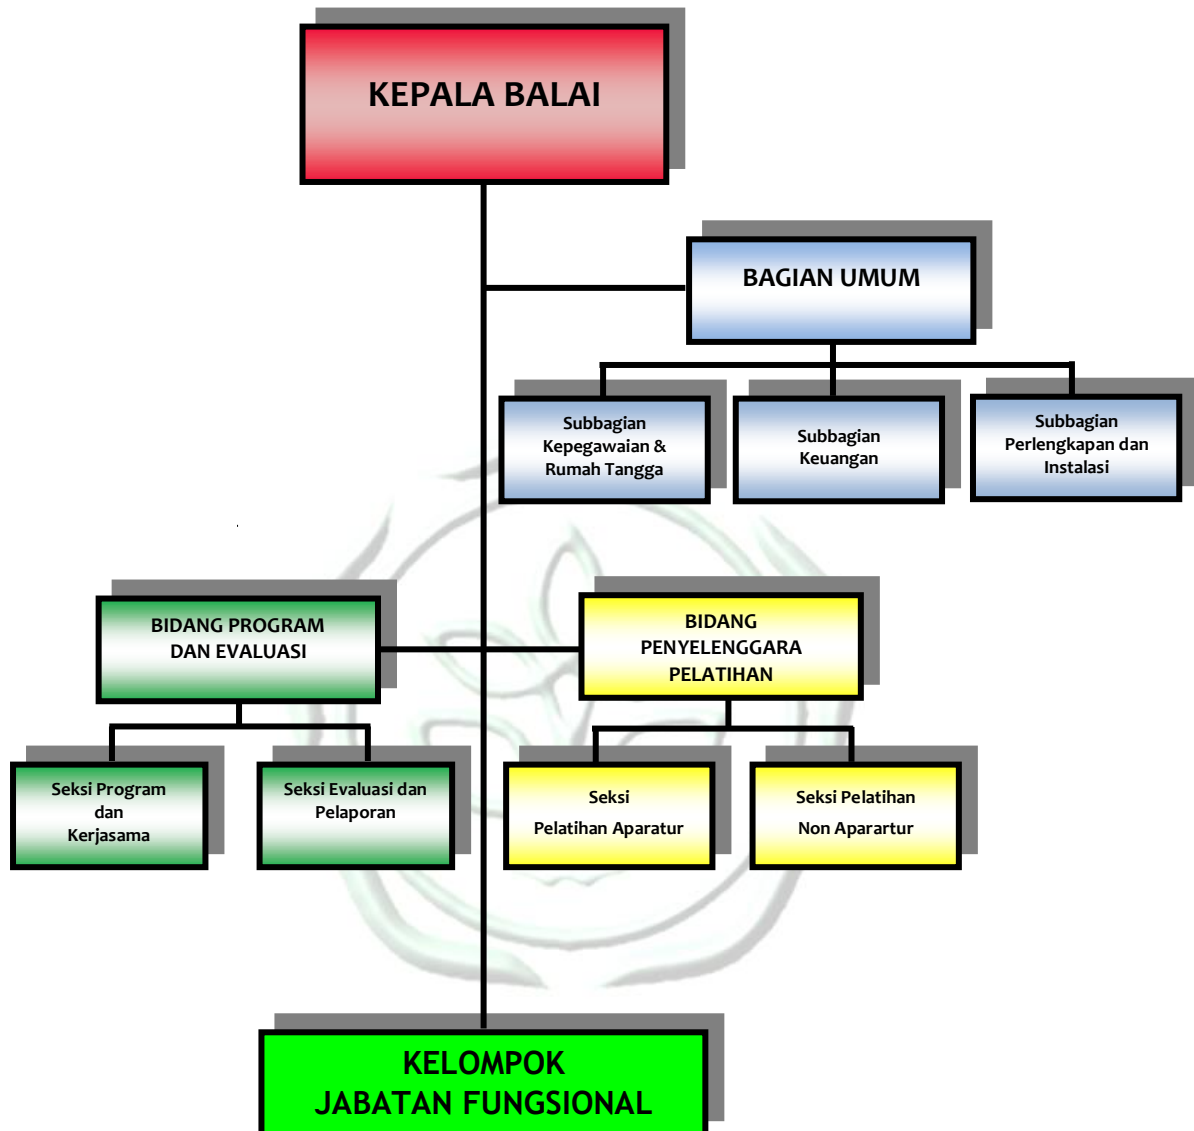 KEPALA BALAI
BAGIAN UMUM
Subbagian
Kepegawaian &
Rumah Tangga
Subbagian
Keuangan
Subbagian
Perlengkapan dan
Instalasi
BIDANG PROGRAM
DAN EVALUASI
BIDANG
PENYELENGGARA
PELATIHAN
Seksi Program
dan
Kerjasama
Seksi Evaluasi dan
Pelaporan
Seksi
Pelatihan Aparatur
Seksi Pelatihan
Non Aparartur
KELOMPOK
JABATAN FUNGSIONAL